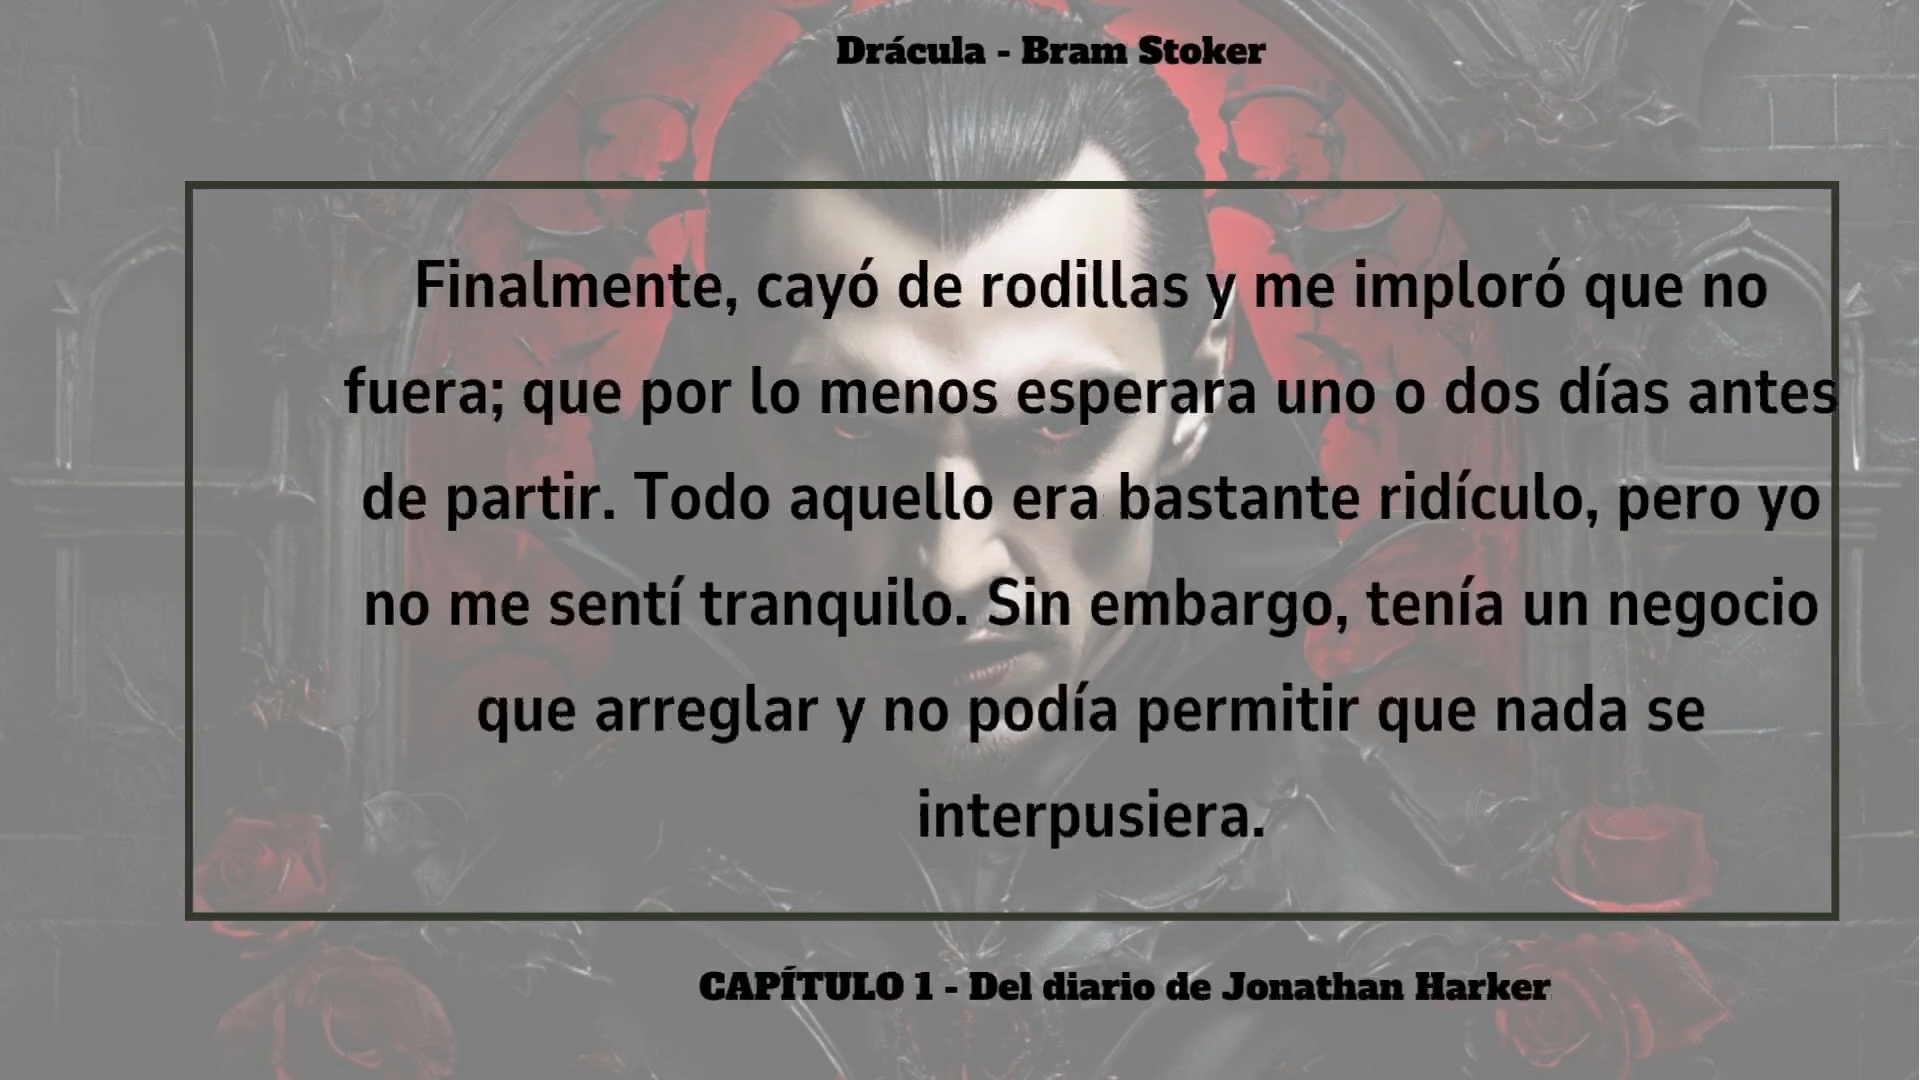 Drácula - Bram Stoker
Finalmente, cayó de rodillas y me imploró que no
fuera; que por lo menos esperara uno o dos días antes
de partir. Todo aquello era bastante ridículo, pero yo
no me sentí tranquilo. Sin embargo, tenía un negocio
que arreglar y no podía permitir que nada se
interpusiera.
CAPÍTULO 1 - Del diario de Jonathan Harker